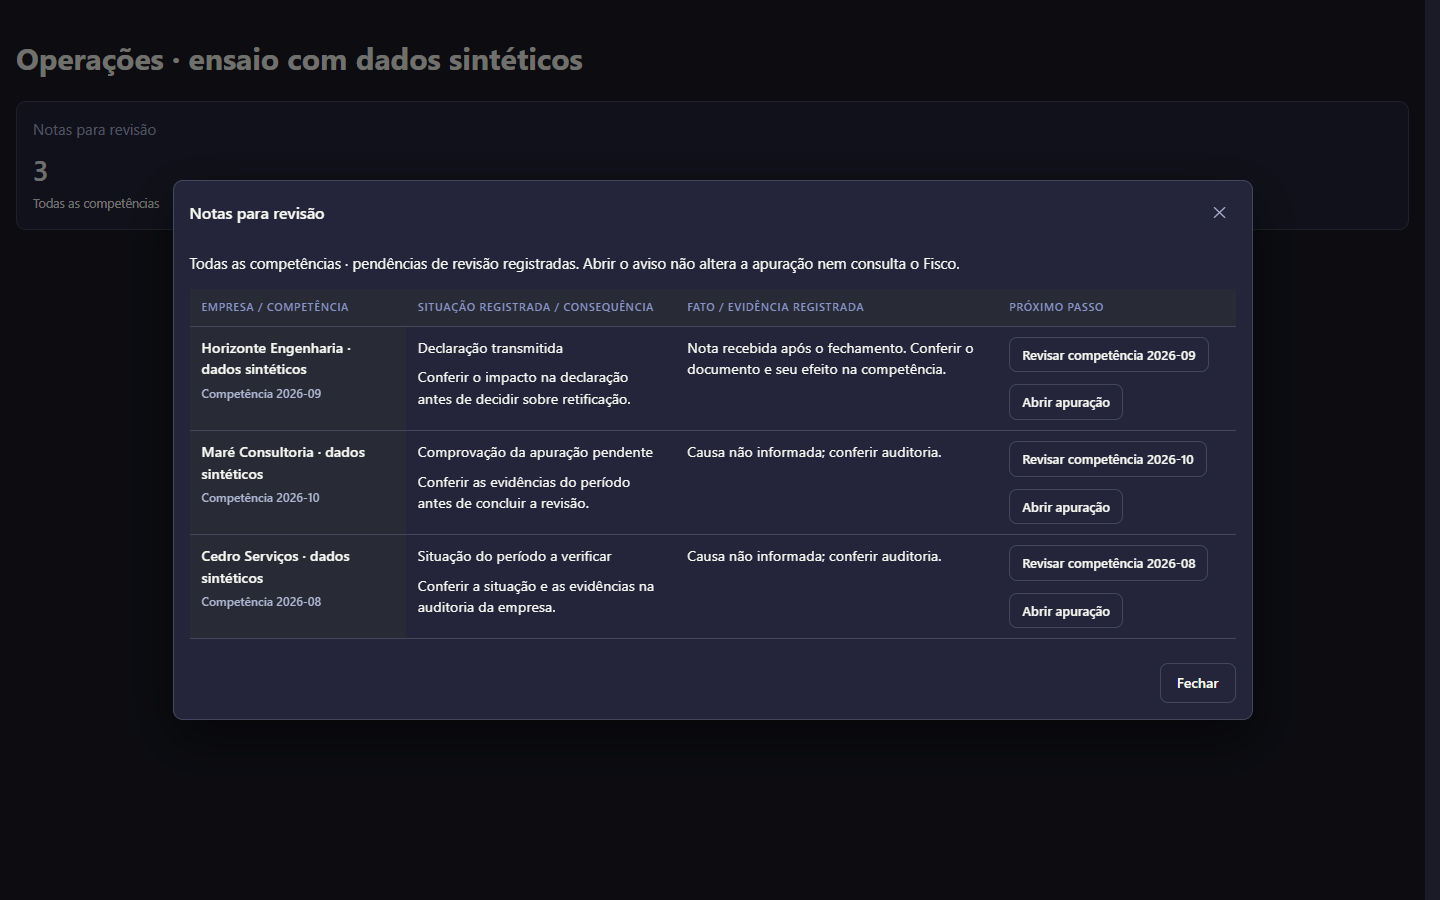 Operações · ensaio com dados sintéticos
Notas para revisão
3
Todas as competências
Notas para revisão
Todas as competências · pendências de revisão registradas. Abrir o aviso não altera a apuração nem consulta o Fisco.
EMPRESA / COMPETÊNCIA
SITUAÇÃO REGISTRADA / CONSEQUÊNCIA
FATO / EVIDÊNCIA REGISTRADA
PRÓXIMO PASSO
Horizonte Engenharia ·
dados sintéticos
Competência 2026-09
Declaração transmitida
Conferir o impacto na declaração
antes de decidir sobre retificação.
Nota recebida após o fechamento. Conferir o
documento e seu efeito na competência.
Revisar competência 2026-09
Abrir apuração
Maré Consultoria · dados
sintéticos
Competência 2026-10
Comprovação da apuração pendente
Conferir as evidências do período
antes de concluir a revisão.
Causa não informada; conferir auditoria.
Revisar competência 2026-10
Abrir apuração
Cedro Serviços · dados
sintéticos
Competência 2026-08
Situação do período a verificar
Conferir a situação e as evidências na
auditoria da empresa.
Causa não informada; conferir auditoria.
Revisar competência 2026-08
Abrir apuração
Fechar